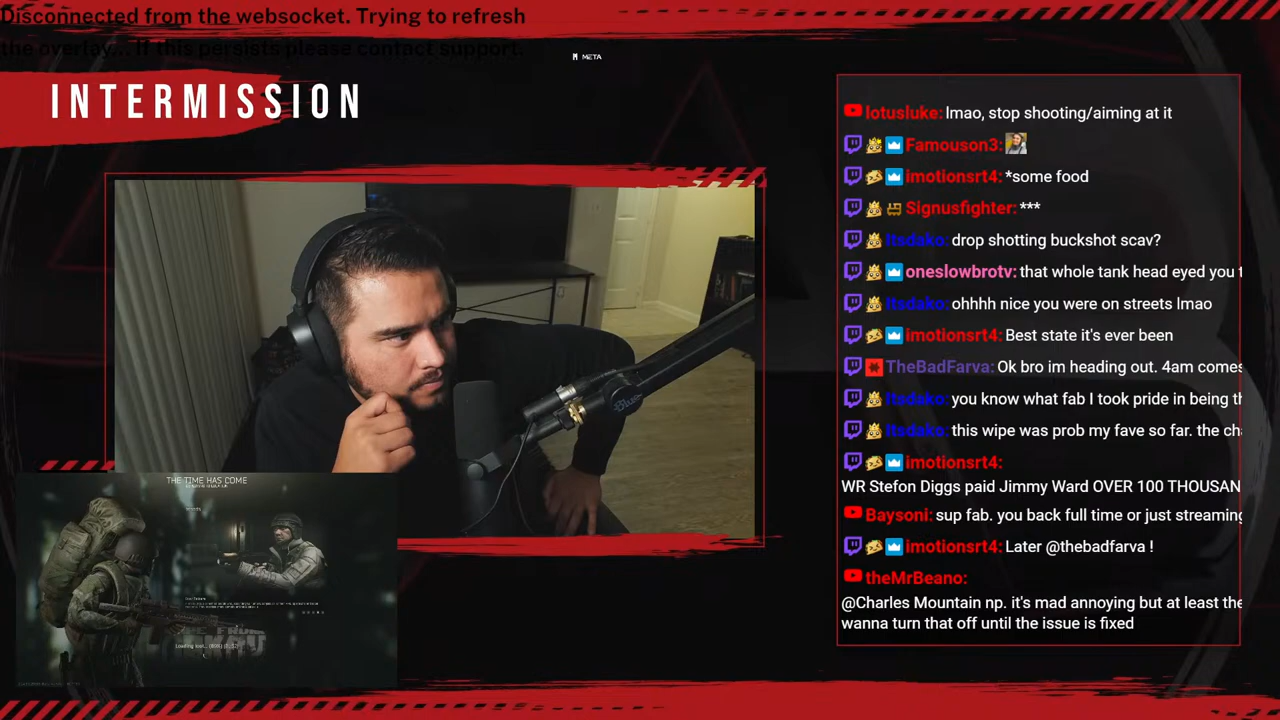 Disconnected from the websocket. Trying to refresh
the overlay... If this persists please contact support.
META
INTERMISSION
lotusluke: lmao, stop shooting/aiming at it
Famouson3:
imotionsrt4: *some food
Signusfighter: ***
Itsdako: drop shotting buckshot scav?
oneslowbrotv: that whole tank head eyed you t
Itsdako: ohhhh nice you were on streets lmao
imotionsrt4: Best state it's ever been
TheBadFarva: Ok bro im heading out. 4am comes
Itsdako: you know what fab I took pride in being th
Itsdako: this wipe was prob my fave so far. the cha
imotionsrt4:
WR Stefon Diggs paid Jimmy Ward OVER 100 THOUSAN
Baysoni: sup fab. you back full time or just streaming
imotionsrt4: Later @thebadfarva !
theMrBeano:
@Charles Mountain np. it's mad annoying but at least the
wanna turn that off until the issue is fixed
THE TIME HAS COME
Blue